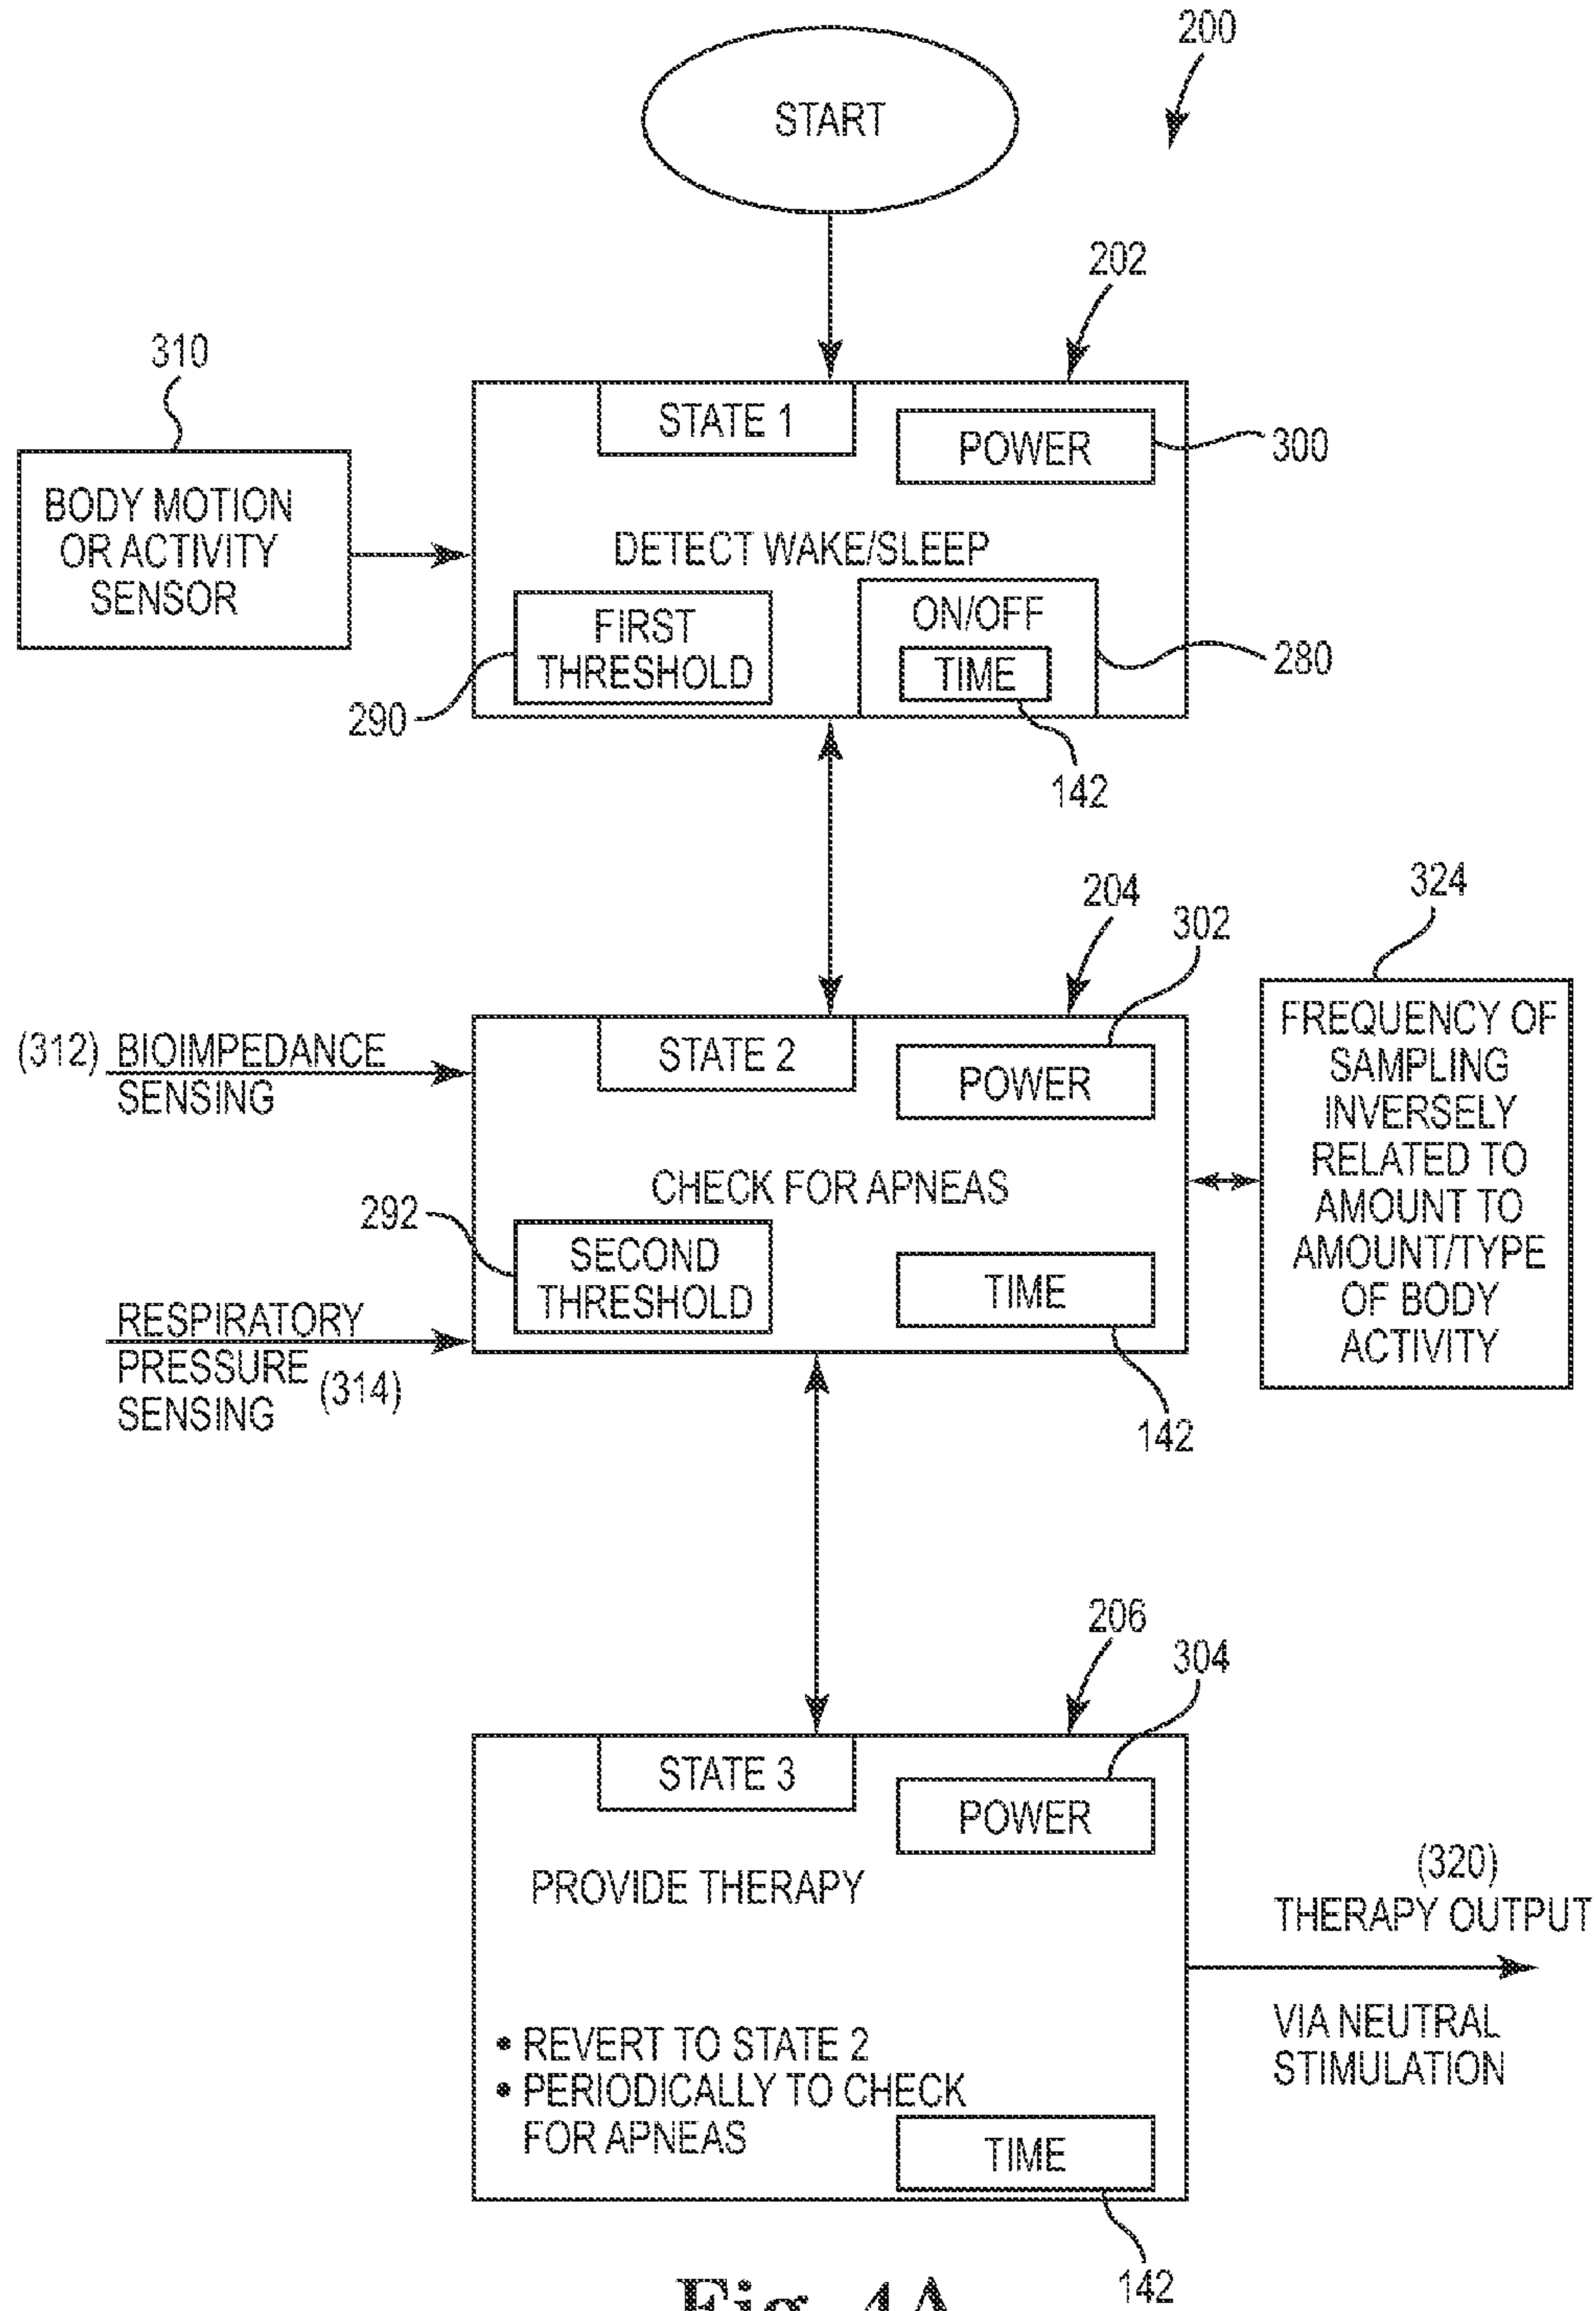 200
START
202
310
STATE 1
POWER
300
BODY MOTION
OR ACTIVITY
SENSOR
DETECT WAKE/SLEEP
FIRST
THRESHOLD
ON/OFF
TIME
280
290
142
204
302
324
(312) BIOIMPEDANCE
SENSING
STATE 2
POWER
FREQUENCY OF
SAMPLING
INVERSELY
RELATED TO
AMOUNT TO
AMOUNT/TYPE
OF BODY
ACTIVITY
CHECK FOR APNEAS
292
SECOND
THRESHOLD
TIME
RESPIRATORY
PRESSURE (314)
SENSING
142
206
304
STATE 3
POWER
PROVIDE THERAPY
(320)
THERAPY OUTPUT
VIA NEUTRAL
STIMULATION
• REVERT TO STATE 2
• PERIODICALLY TO CHECK
FOR APNEAS
TIME
142
Fig. 4A